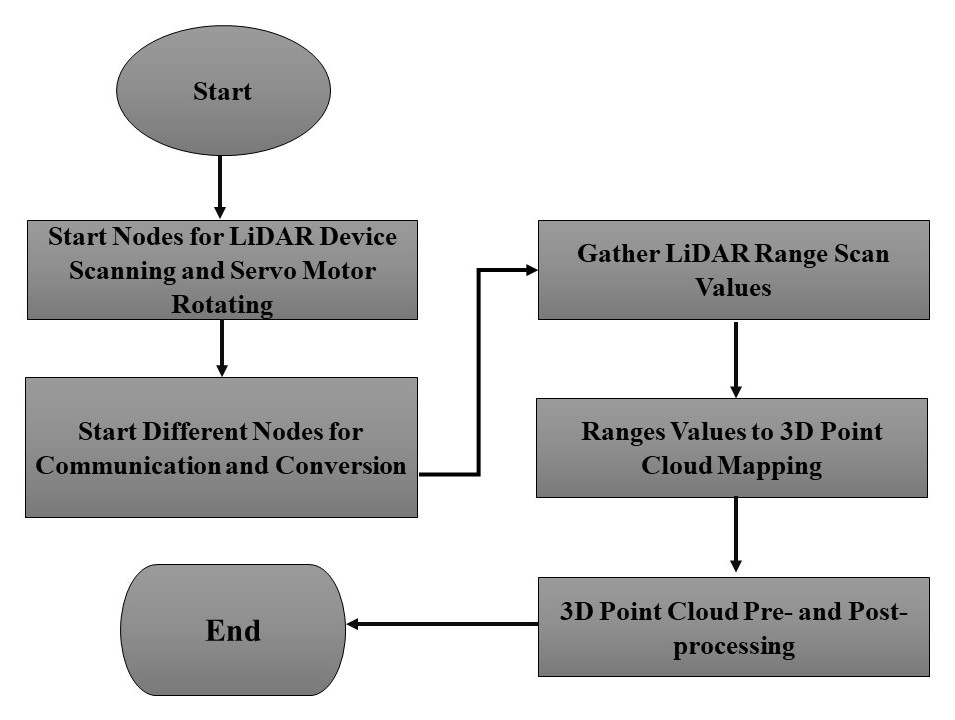 Start
Start Nodes for LiDAR Device
Scanning and Servo Motor
Rotating
Start Different Nodes for
Communication and Conversion
Gather LiDAR Range Scan
Values
Ranges Values to 3D Point
Cloud Mapping
3D Point Cloud Pre- and Post-
processing
End